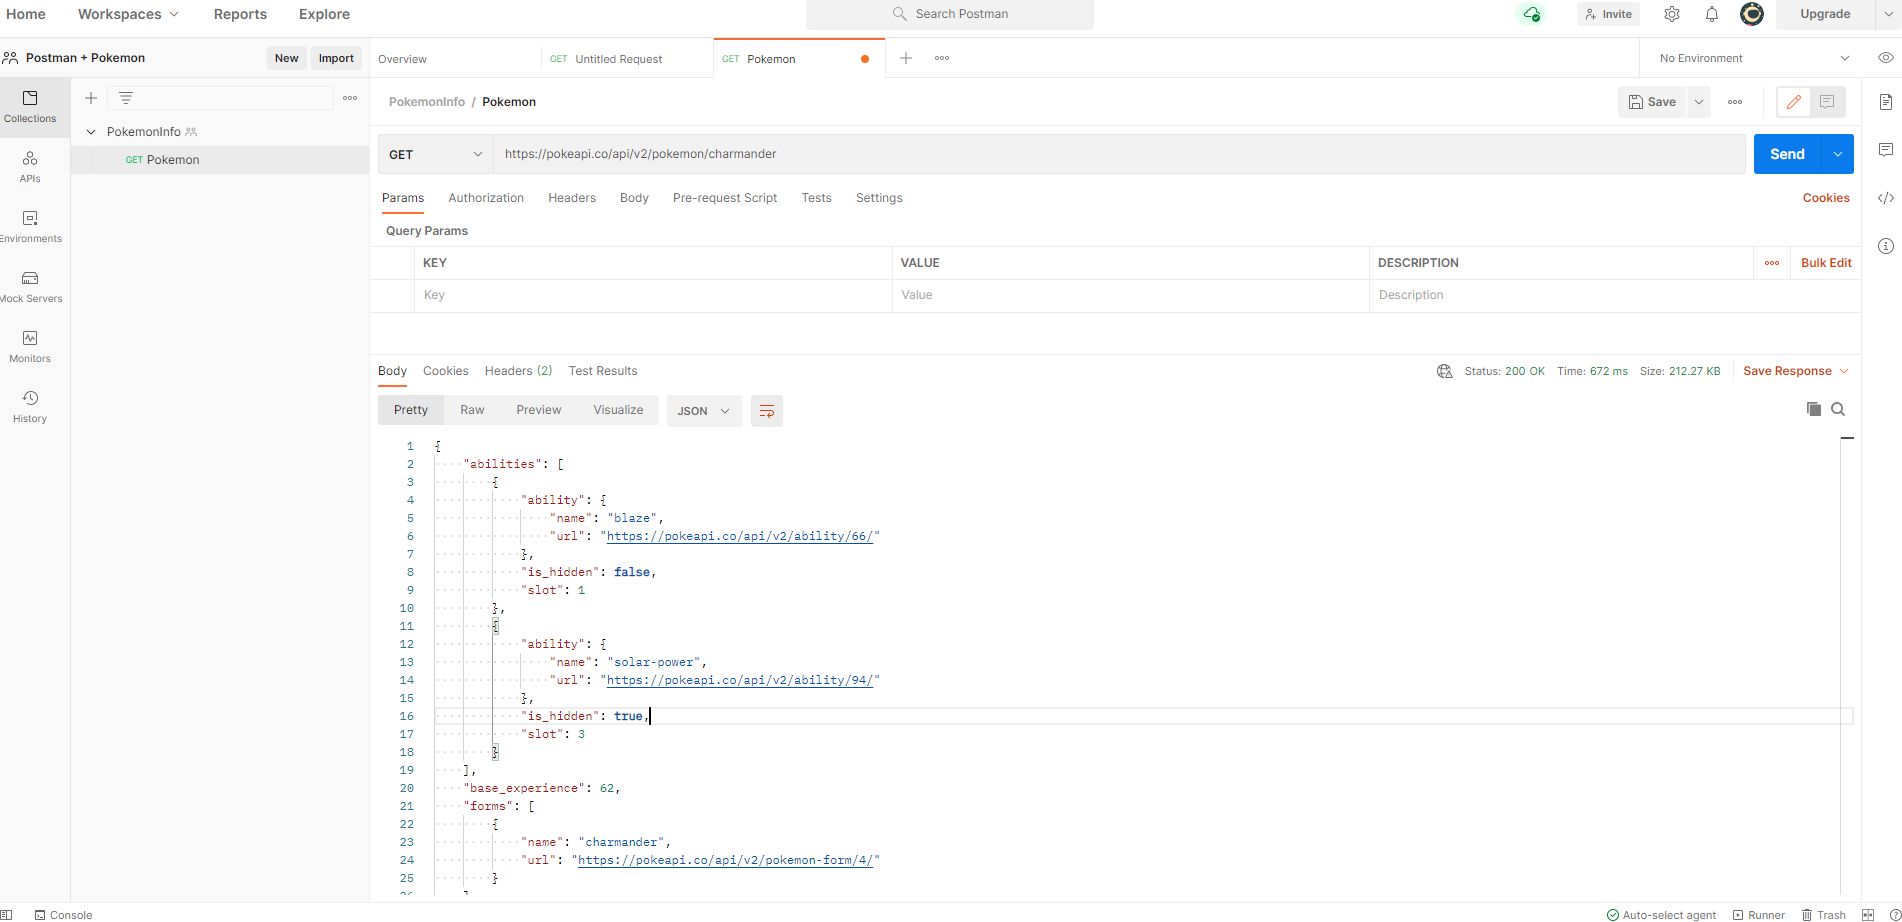 Home Workspaces Reports Explore Search Postman Invite Upgrade
Postman + Pokemon New Import Overview GET Untitled Request GET Pokemon No Environment
PokemonInfo / Pokemon Save
Collections
PokemonInfo
GET Pokemon
APIs
Environments
Mock Servers
Monitors
History
GET https://pokeapi.co/api/v2/pokemon/charmander Send
Params Authorization Headers Body Pre-request Script Tests Settings Cookies
Query Params
KEY VALUE DESCRIPTION Bulk Edit
Key Value Description
Body Cookies Headers (2) Test Results Status: 200 OK Time: 672 ms Size: 212.27 KB Save Response
Pretty Raw Preview Visualize JSON
1 {
2 "abilities": [
3 {
4 "ability": {
5 "name": "blaze",
6 "url": "https://pokeapi.co/api/v2/ability/66/"
7 },
8 "is_hidden": false,
9 "slot": 1
10 },
11 {
12 "ability": {
13 "name": "solar-power",
14 "url": "https://pokeapi.co/api/v2/ability/94/"
15 },
16 "is_hidden": true,
17 "slot": 3
18 }
19 ],
20 "base_experience": 62,
21 "forms": [
22 {
23 "name": "charmander",
24 "url": "https://pokeapi.co/api/v2/pokemon-form/4/"
25 }
Console Auto-select agent Runner Trash